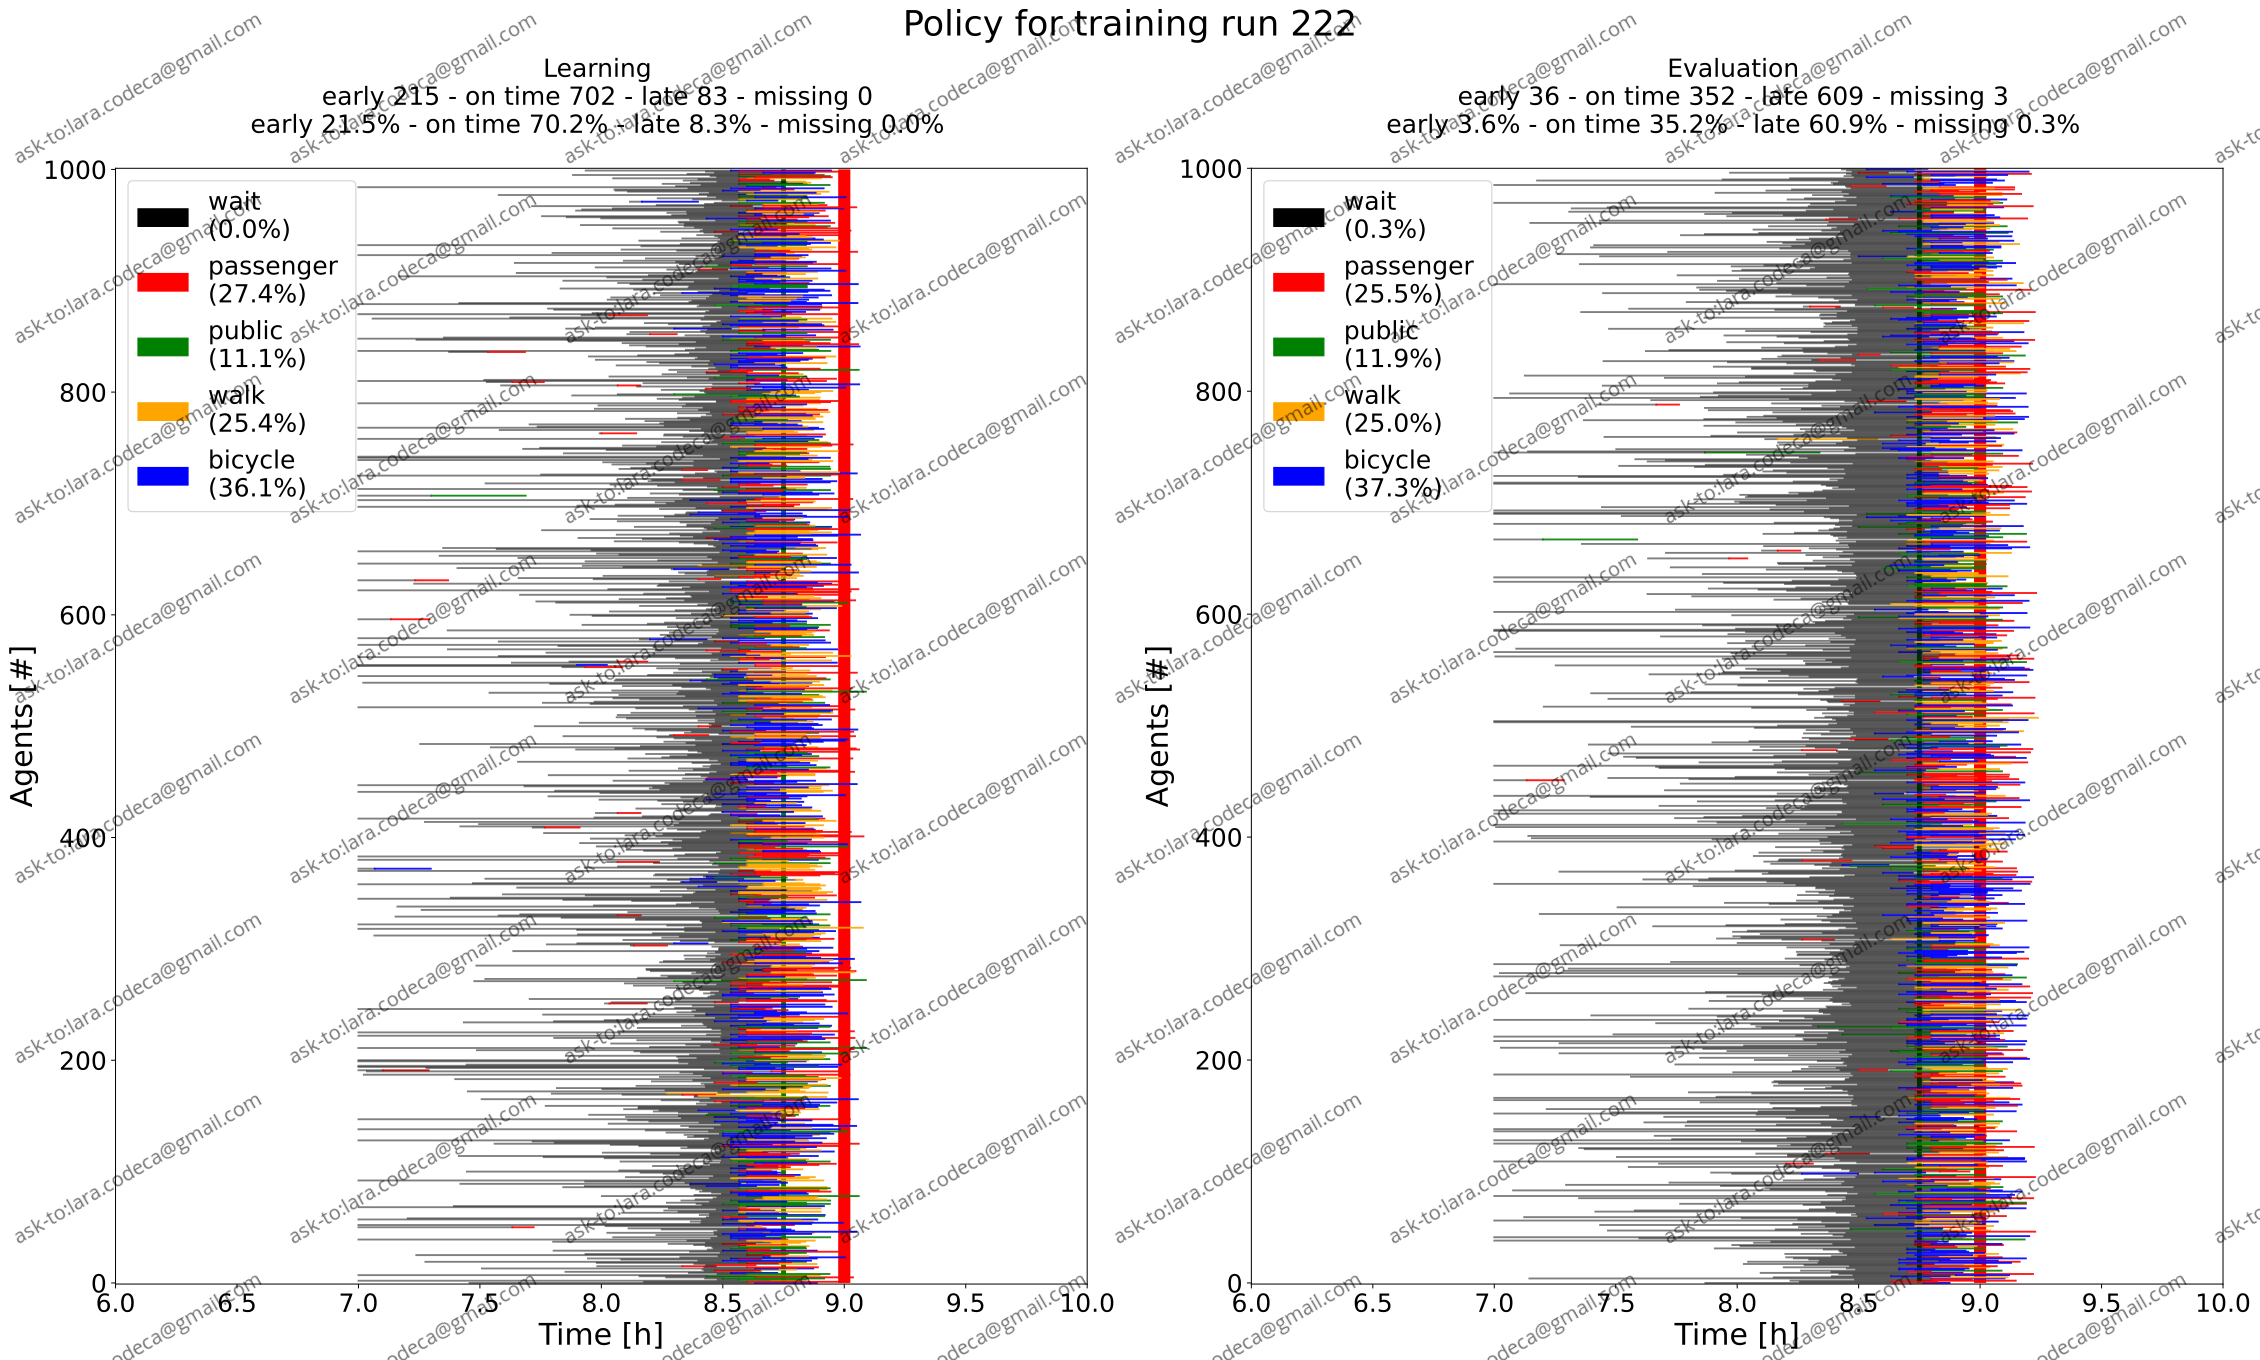 Policy for training run 222
Learning
early 215 - on time 702 - late 83 - missing 0
early 21.5% - on time 70.2% - late 8.3% - missing 0.0%
1000
800
600
400
200
0
Agents [#]
wait
(0.0%)
passenger
(27.4%)
public
(11.1%)
walk
(25.4%)
bicycle
(36.1%)
6.0 6.5 7.0 7.5 8.0 8.5 9.0 9.5 10.0
Time [h]
Evaluation
early 36 - on time 352 - late 609 - missing 3
early 3.6% - on time 35.2% - late 60.9% - missing 0.3%
1000
800
600
400
200
0
Agents [#]
wait
(0.3%)
passenger
(25.5%)
public
(11.9%)
walk
(25.0%)
bicycle
(37.3%)
6.0 6.5 7.0 7.5 8.0 8.5 9.0 9.5 10.0
Time [h]
ask-to:lara.codeca@gmail.com